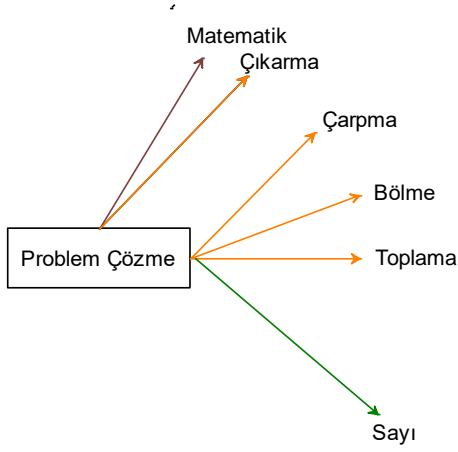 Matematik
Çıkarma
Çarpma
Bölme
Problem Çözme
Toplama
Sayı